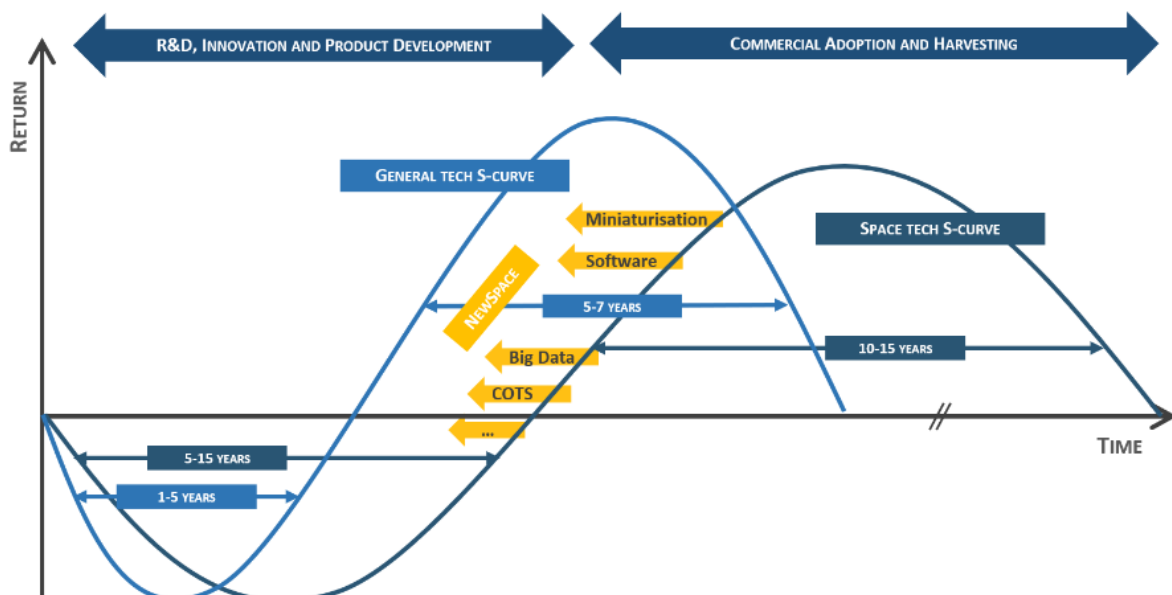 R&D, INNOVATION AND PRODUCT DEVELOPMENT
COMMERCIAL ADOPTION AND HARVESTING
RETURN
GENERAL TECH S-CURVE
Miniaturisation
SPACE TECH S-CURVE
Software
NEWSPACE
5-7 YEARS
10-15 YEARS
Big Data
COTS
...
TIME
5-15 YEARS
1-5 YEARS